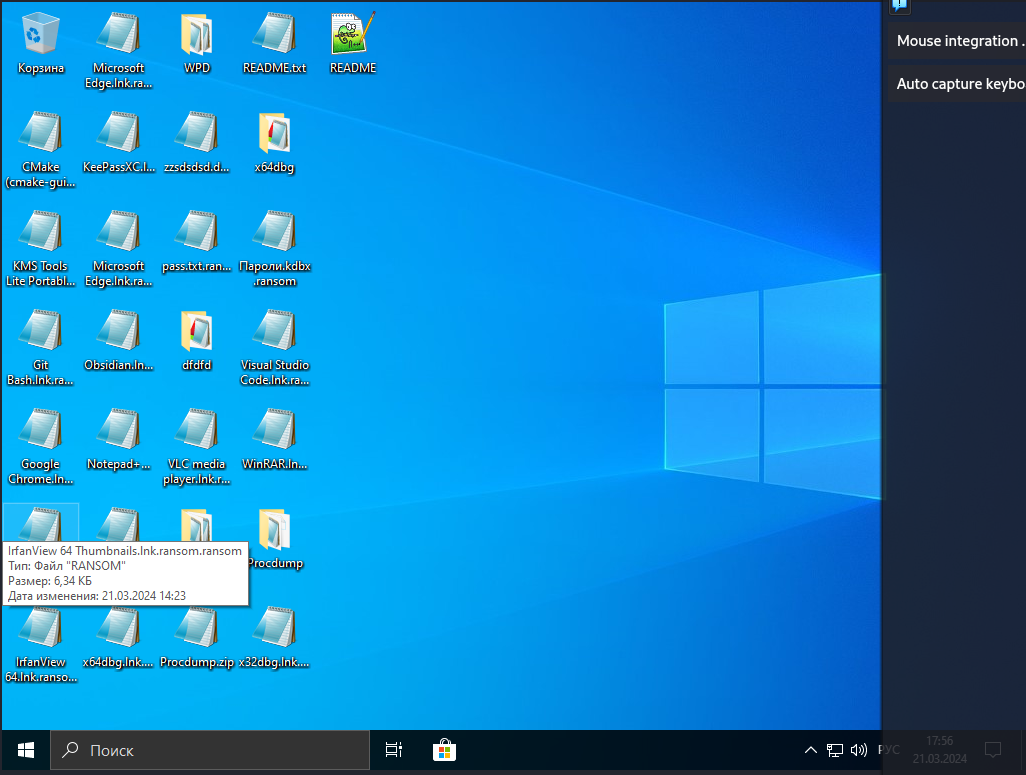 Mouse integration .
Auto capture keybo
Корзина
Microsoft
Edge.lnk.ra...
WPD
README.txt
README
CMake
(cmake-gui...
KeePassXC.l...
zzsdsdsd.d...
x64dbg
KMS Tools
Lite Portabl...
Microsoft
Edge.lnk.ra...
pass.txt.ran...
Пароли.kdbx
.ransom
Git
Bash.lnk.ra...
Obsidian.ln...
dfdfd
Visual Studio
Code.lnk.ra...
Google
Chrome.ln...
Notepad+...
VLC media
player.lnk.r...
WinRAR.ln...
Procdump
IrfanView 64 Thumbnails.lnk.ransom.ransom
Тип: Файл "RANSOM"
Размер: 6,34 КБ
Дата изменения: 21.03.2024 14:23
IrfanView
64.lnk.ranso...
x64dbg.lnk....
Procdump.zip
x32dbg.lnk....
Поиск
РУС
17:56
21.03.2024